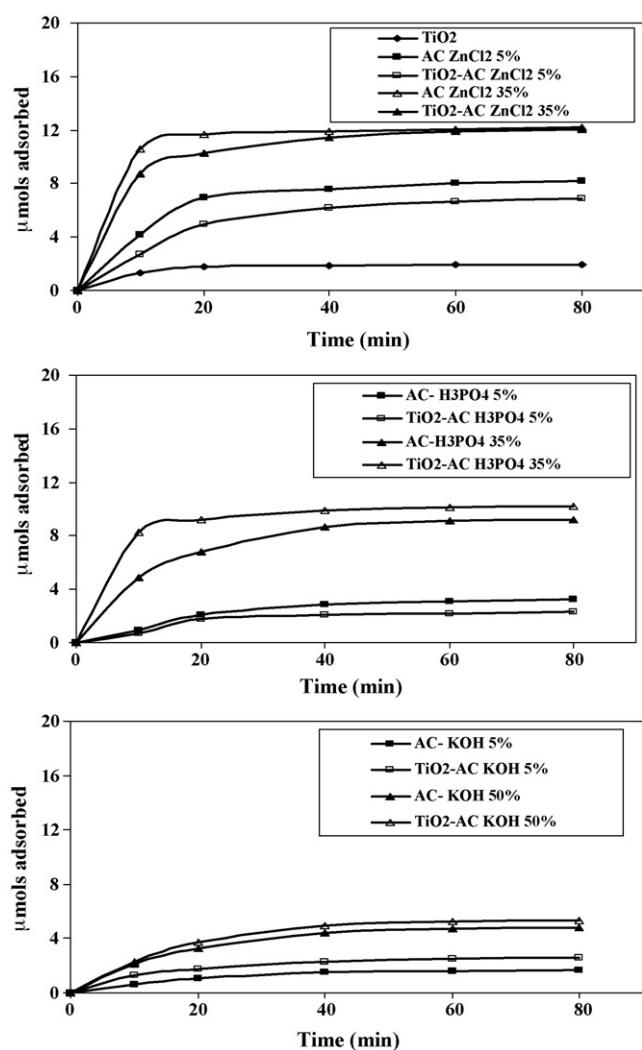 20
16
12
8
4
0
TiO2
AC ZnCl2 5%
TiO2-AC ZnCl2 5%
AC ZnCl2 35%
TiO2-AC ZnCl2 35%
μmols adsorbed
0 20 40 60 80
Time (min)
20
16
12
8
4
0
AC- H3PO4 5%
TiO2-AC H3PO4 5%
AC-H3PO4 35%
TiO2-AC H3PO4 35%
μmols adsorbed
0 20 40 60 80
Time (min)
20
16
12
8
4
0
AC- KOH 5%
TiO2-AC KOH 5%
AC- KOH 50%
TiO2-AC KOH 50%
μmols adsorbed
0 20 40 60 80
Time (min)